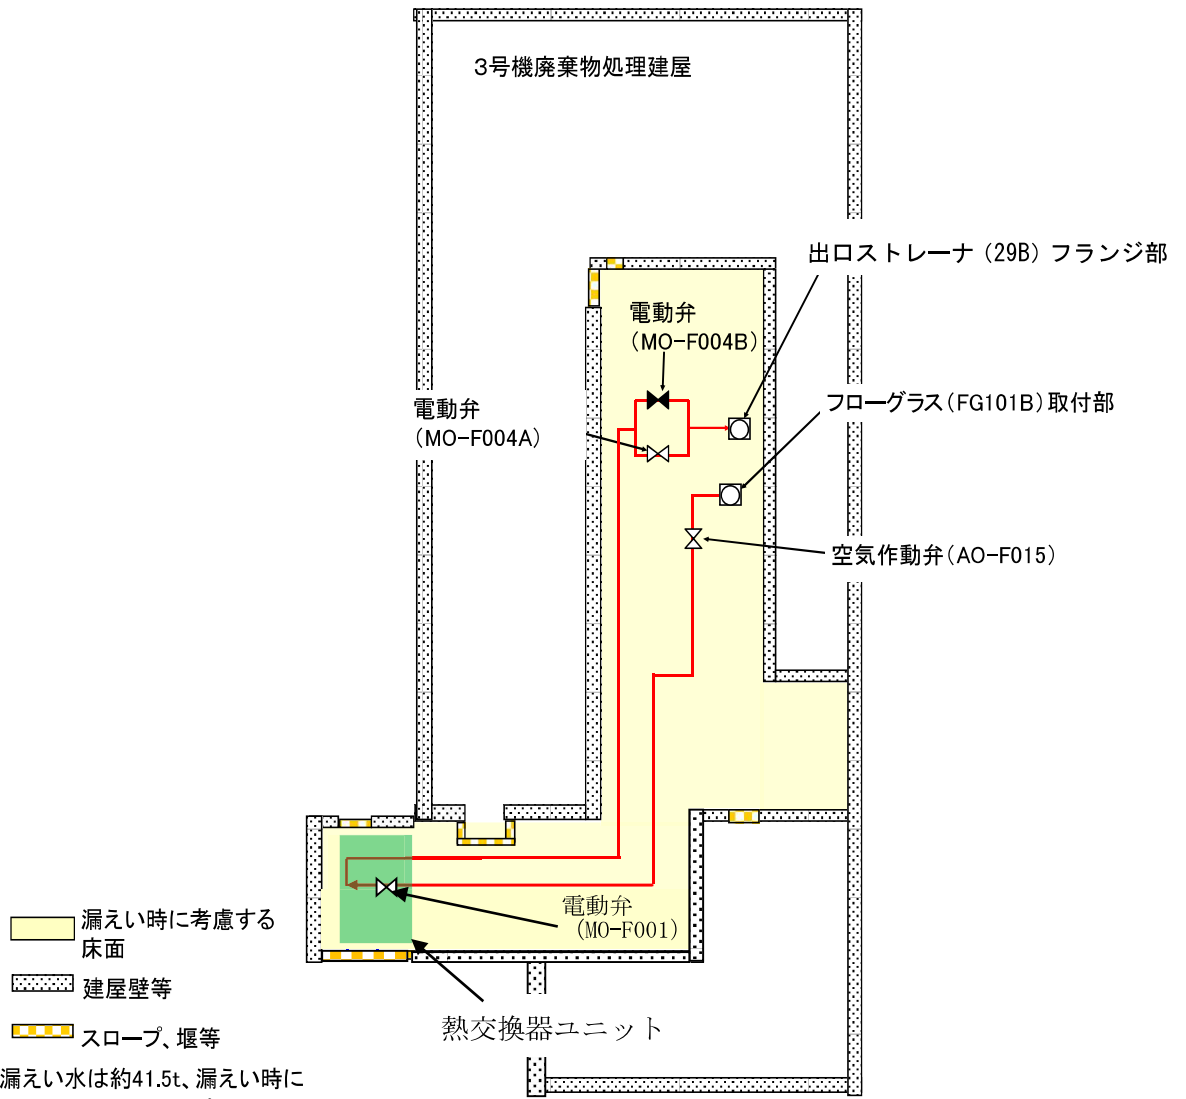 ３号機廃棄物処理建屋
出口ストレーナ（29B）フランジ部
電動弁
（MO-F004B）
電動弁
（MO-F004A）
フローグラス（FG101B）取付部
空気作動弁（AO-F015）
電動弁
（MO-F001）
熱交換器ユニット
漏えい時に考慮する
床面
建屋壁等
スロープ、堰等
漏えい水は約41.5t、漏えい時に